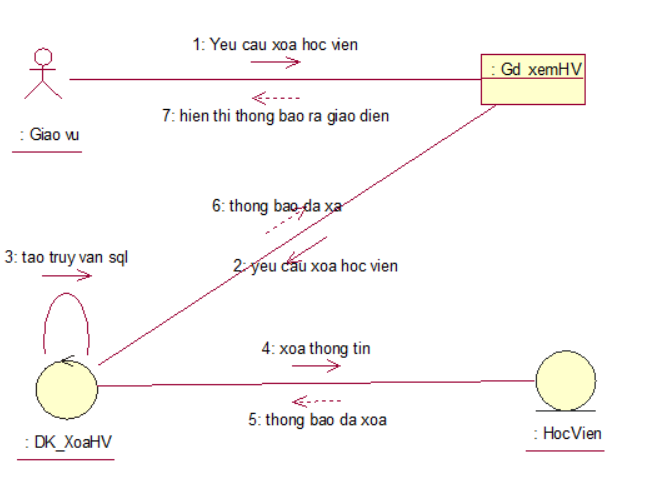 1: Yeu cau xoa hoc vien
: Gd_xemHV
7: hien thi thong bao ra giao dien
: Giao vu
6: thong bao da xa
3: tao truy van sql
2: yeu cau xoa hoc vien
4: xoa thong tin
5: thong bao da xoa
: DK_XoaHV
: HocVien